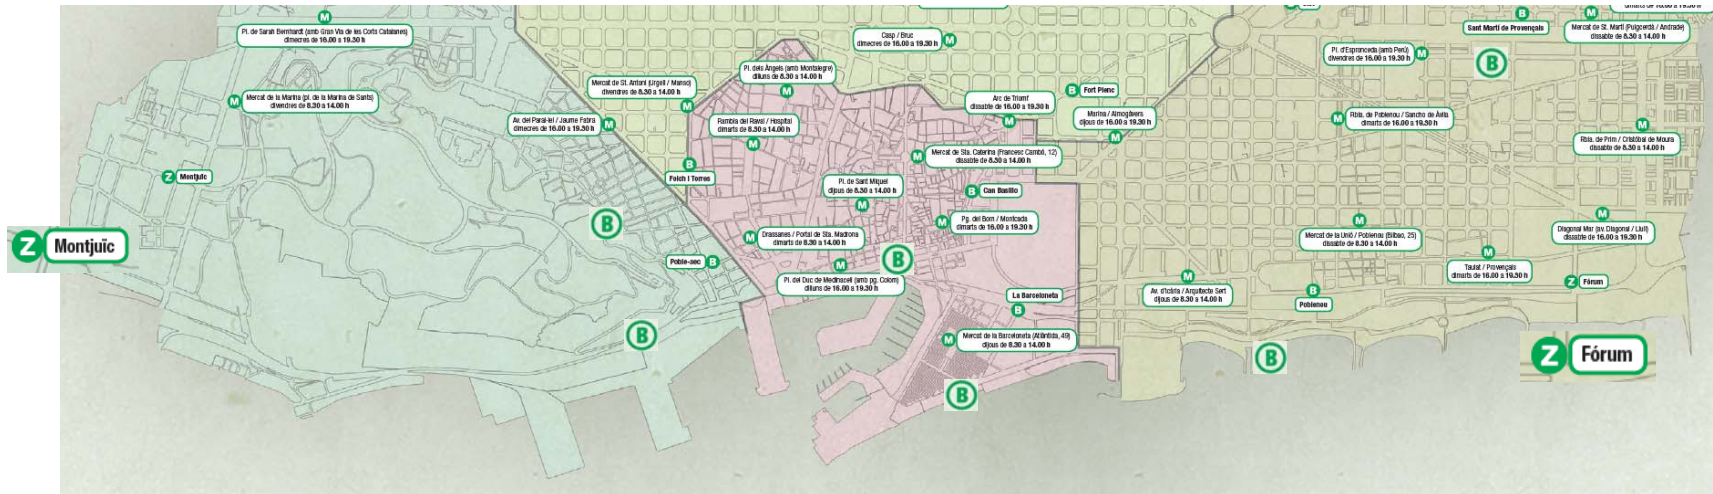 M
Pl. de Sarah Bernhardt (amb Gran Via de les Corts Catalanes)
dimecres de 16.00 a 19.30 h
M
Mercat de la Marina (pl. de la Marina de Sants)
divendres de 8.30 a 14.00 h
Mercat de St. Antoni (Urgell / Manso)
divendres de 8.30 a 14.00 h
M
Av. del Paral·lel / Jaume Fabra
dimecres de 16.00 a 19.30 h
M
Pl. dels Àngels (amb Montalegre)
dilluns de 8.30 a 14.00 h
M
Rambla del Raval / Hospital
dimarts de 8.30 a 14.00 h
M
B
Folch i Torres
Z Montjuïc
Z Montjuïc
B
Poble-sec B
B
Casp / Bruc
dimecres de 16.00 a 19.30 h
M
B Fort Pienc
Arc de Triomf
dissabte de 16.00 a 19.30 h
M
Marina / Almogàvers
dijous de 16.00 a 19.30 h
M
M
Mercat de Sta. Caterina (Francesc Cambó, 12)
dissabte de 8.30 a 14.00 h
Pl. de Sant Miquel
dijous de 8.30 a 14.00 h
M
B Can Basillo
M
Pg. del Born / Montcada
dimarts de 16.00 a 19.30 h
M
Drassanes / Portal de Sta. Madrona
dimarts de 8.30 a 14.00 h
B
M
Pl. del Duc de Medinaceli (amb pg. Colom)
dilluns de 16.00 a 19.30 h
La Barceloneta
B
M
Mercat de la Barceloneta (Atlàntida, 49)
dijous de 8.30 a 14.00 h
B
B
Sant Martí de Provençals
M
Mercat de St. Martí (Puigcerdà / Andrade)
dissabte de 8.30 a 14.00 h
Pl. d'Espronceda (amb Perú)
divendres de 16.00 a 19.30 h
M
B
M
Rbla. de Poblenou / Sancho de Ávila
dimarts de 16.00 a 19.30 h
M
Rbla. de Prim / Cristóbal de Moura
dissabte de 8.30 a 14.00 h
M
Mercat de la Unió / Poblenou (Bilbao, 25)
dissabte de 8.30 a 14.00 h
M
Diagonal Mar (av. Diagonal / Llull)
dissabte de 16.00 a 19.30 h
M
Taulat / Provençals
dimarts de 16.00 a 19.30 h
M
Av. d'Icària / Arquitecte Sert
dijous de 8.30 a 14.00 h
B
Poblenou
Z Fòrum
B
Z Fòrum